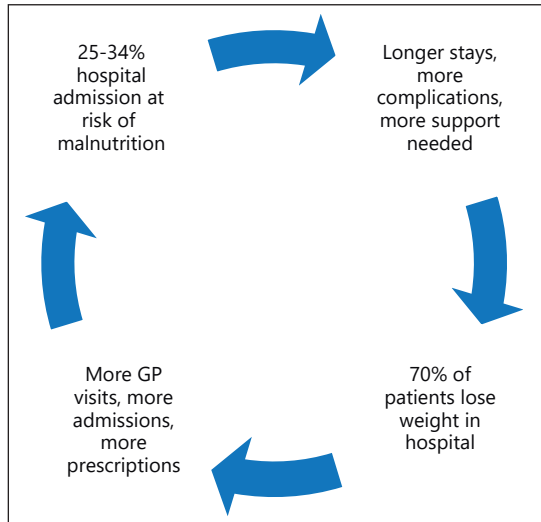 25-34%
hospital
admission at
risk of
malnutrition
Longer stays,
more
complications,
more support
needed
70% of
patients lose
weight in
hospital
More GP
visits, more
admissions,
more
prescriptions